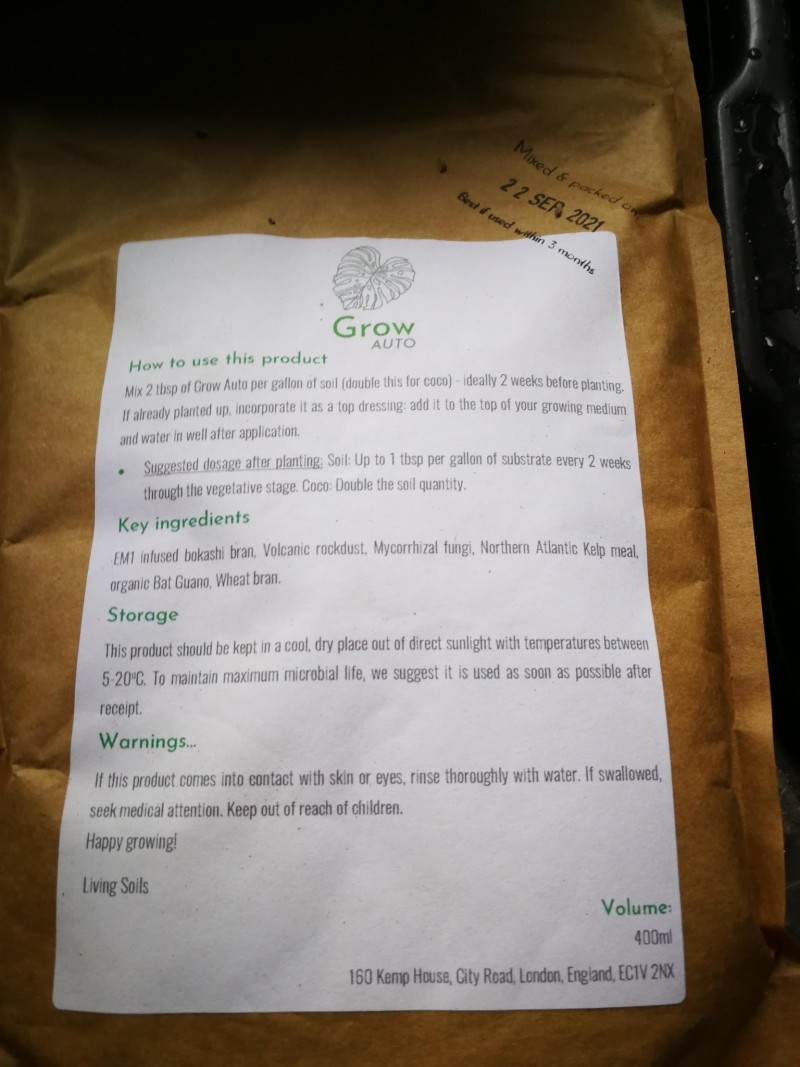 Mixed & packed on
22 SEP 2021
Best if used within 3 months
Grow
AUTO
How to use this product
Mix 2 tbsp of Grow Auto per gallon of soil (double this for coco) - ideally 2 weeks before planting.
If already planted up, incorporate it as a top dressing: add it to the top of your growing medium
and water in well after application.
• Suggested dosage after planting: Soil: Up to 1 tbsp per gallon of substrate every 2 weeks
through the vegetative stage. Coco: Double the soil quantity.
Key ingredients
EM1 infused bokashi bran, Volcanic rockdust, Mycorrhizal fungi, Northern Atlantic Kelp meal,
organic Bat Guano, Wheat bran.
Storage
This product should be kept in a cool, dry place out of direct sunlight with temperatures between
5-20ºC. To maintain maximum microbial life, we suggest it is used as soon as possible after
receipt.
Warnings...
If this product comes into contact with skin or eyes, rinse thoroughly with water. If swallowed,
seek medical attention. Keep out of reach of children.
Happy growing!
Living Soils
Volume:
400ml
160 Kemp House, City Road, London, England, EC1V 2NX